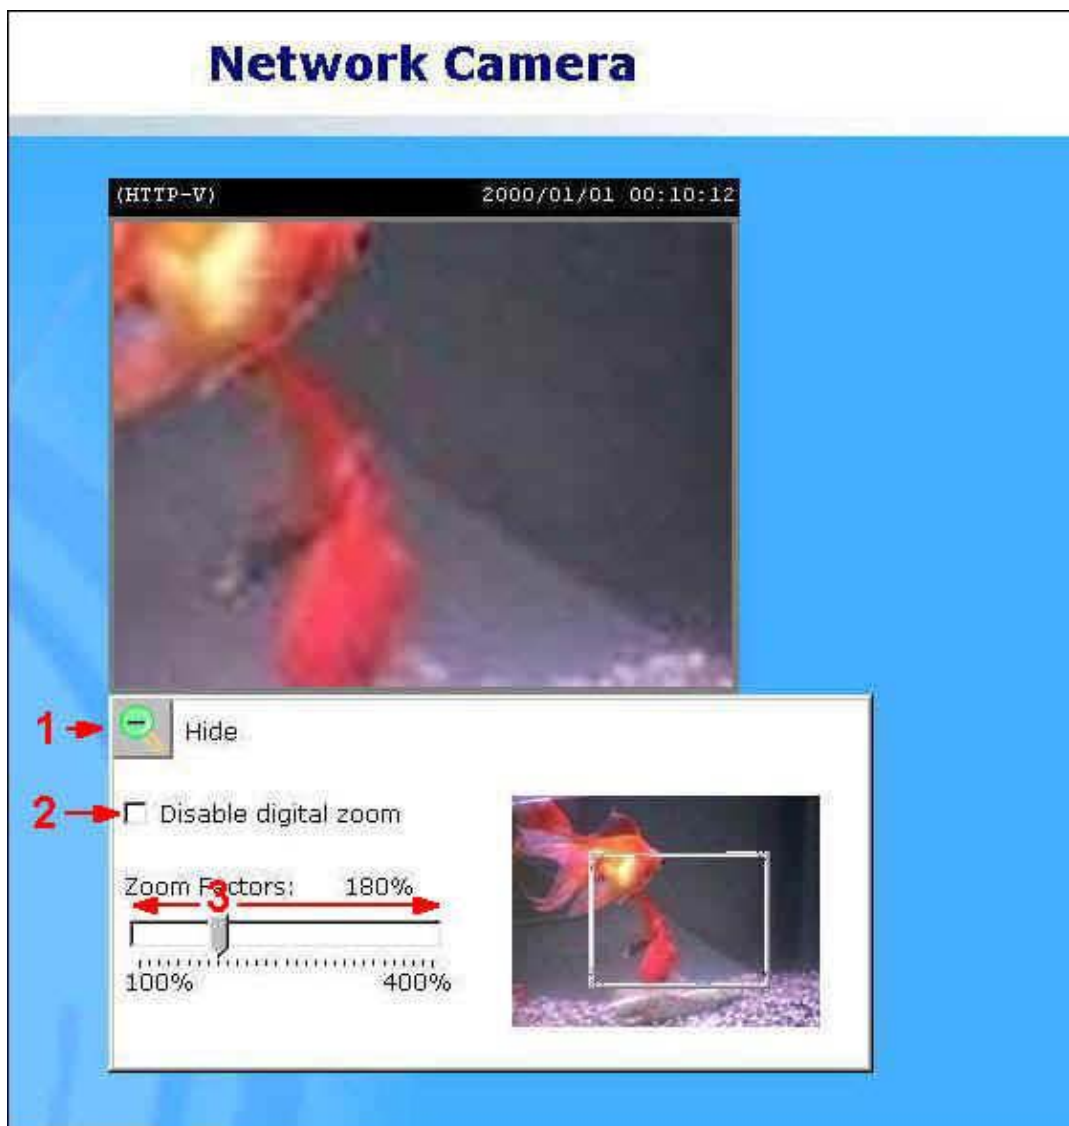 Network Camera
(HTTP-V) 2000/01/01 00:10:12
1 Hide
2 Disable digital zoom
Zoom Factors: 180%
3
100% 400%